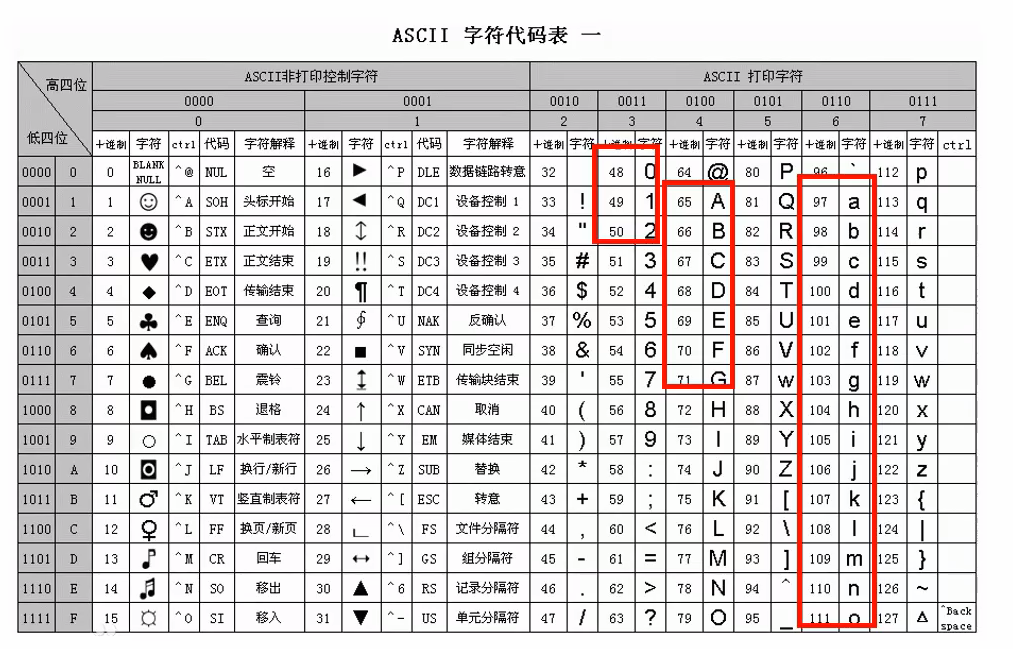 ASCII 字符代码表 一
高四位 ASCII非打印控制字符 ASCII 打印字符
0000 0001 0010 0011 0100 0101 0110 0111
低四位 0 1 2 3 4 5 6 7
十进制 字符 ctrl 代码 字符解释 十进制 字符 ctrl 代码 字符解释 十进制 字符 十进制 字符 十进制 字符 十进制 字符 十进制 字符 十进制 字符 ctrl
0000 0 0 BLANK NULL ^@ NUL 空 16 ► ^P DLE 数据链路转意 32 48 0 64 @ 80 P 96 ` 112 p
0001 1 1 ☺ ^A SOH 头标开始 17 ◄ ^Q DC1 设备控制 1 33 ! 49 1 65 A 81 Q 97 a 113 q
0010 2 2 ☻ ^B STX 正文开始 18 ↕ ^R DC2 设备控制 2 34 " 50 2 66 B 82 R 98 b 114 r
0011 3 3 ♥ ^C ETX 正文结束 19 ‼ ^S DC3 设备控制 3 35 # 51 3 67 C 83 S 99 c 115 s
0100 4 4 ♦ ^D EOT 传输结束 20 ¶ ^T DC4 设备控制 4 36 $ 52 4 68 D 84 T 100 d 116 t
0101 5 5 ♣ ^E ENQ 查询 21 ∮ ^U NAK 反确认 37 % 53 5 69 E 85 U 101 e 117 u
0110 6 6 ♠ ^F ACK 确认 22 ■ ^V SYN 同步空闲 38 & 54 6 70 F 86 V 102 f 118 v
0111 7 7 ● ^G BEL 震铃 23 ↨ ^W ETB 传输块结束 39 ' 55 7 71 G 87 w 103 g 119 w
1000 8 8 ◘ ^H BS 退格 24 ↑ ^X CAN 取消 40 ( 56 8 72 H 88 X 104 h 120 x
1001 9 9 ○ ^I TAB 水平制表符 25 ↓ ^Y EM 媒体结束 41 ) 57 9 73 I 89 Y 105 i 121 y
1010 A 10 ◙ ^J LF 换行/新行 26 → ^Z SUB 替换 42 * 58 : 74 J 90 Z 106 j 122 z
1011 B 11 ♂ ^K VT 竖直制表符 27 ← ^[ ESC 转意 43 + 59 ; 75 K 91 [ 107 k 123 {
1100 C 12 ♀ ^L FF 换页/新页 28 ∟ ^\ FS 文件分隔符 44 , 60 < 76 L 92 \ 108 l 124 |
1101 D 13 ♪ ^M CR 回车 29 ↔ ^] GS 组分隔符 45 - 61 = 77 M 93 ] 109 m 125 }
1110 E 14 ♫ ^N SO 移出 30 ▲ ^6 RS 记录分隔符 46 . 62 > 78 N 94 ^ 110 n 126 ~
1111 F 15 ☼ ^O SI 移入 31 ▼ ^- US 单元分隔符 47 / 63 ? 79 O 95 _ 111 o 127 Δ ^Back space